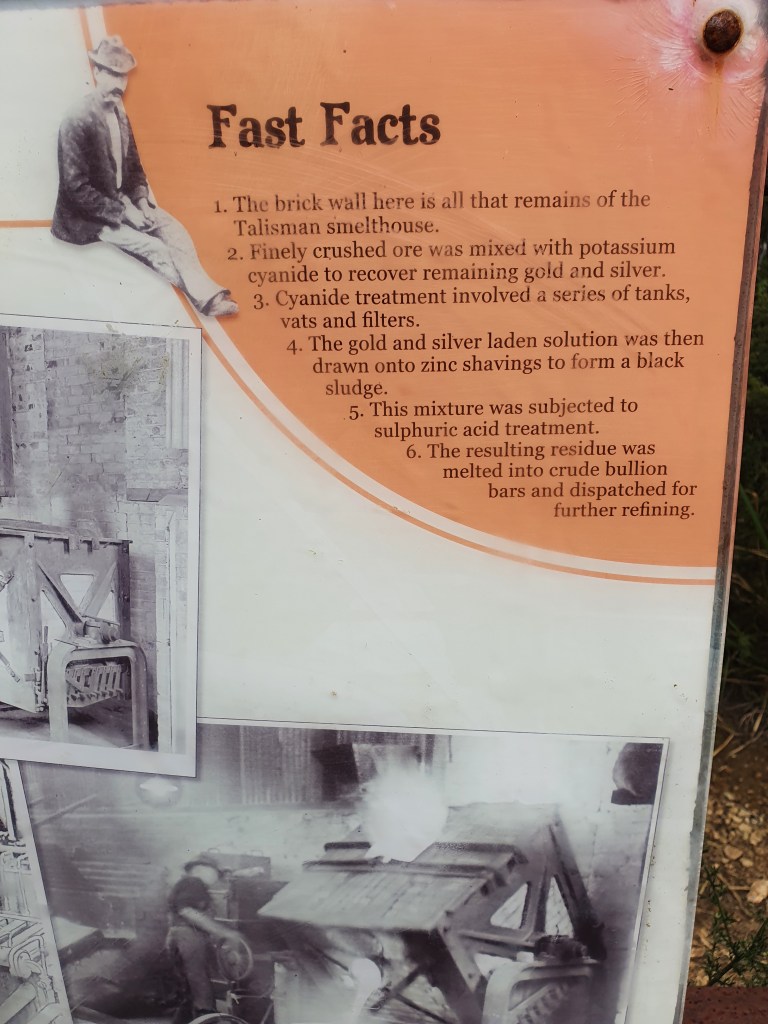 Fast Facts
1. The brick wall here is all that remains of the
Talisman smelthouse.
2. Finely crushed ore was mixed with potassium
cyanide to recover remaining gold and silver.
3. Cyanide treatment involved a series of tanks,
vats and filters.
4. The gold and silver laden solution was then
drawn onto zinc shavings to form a black
sludge.
5. This mixture was subjected to
sulphuric acid treatment.
6. The resulting residue was
melted into crude bullion
bars and dispatched for
further refining.